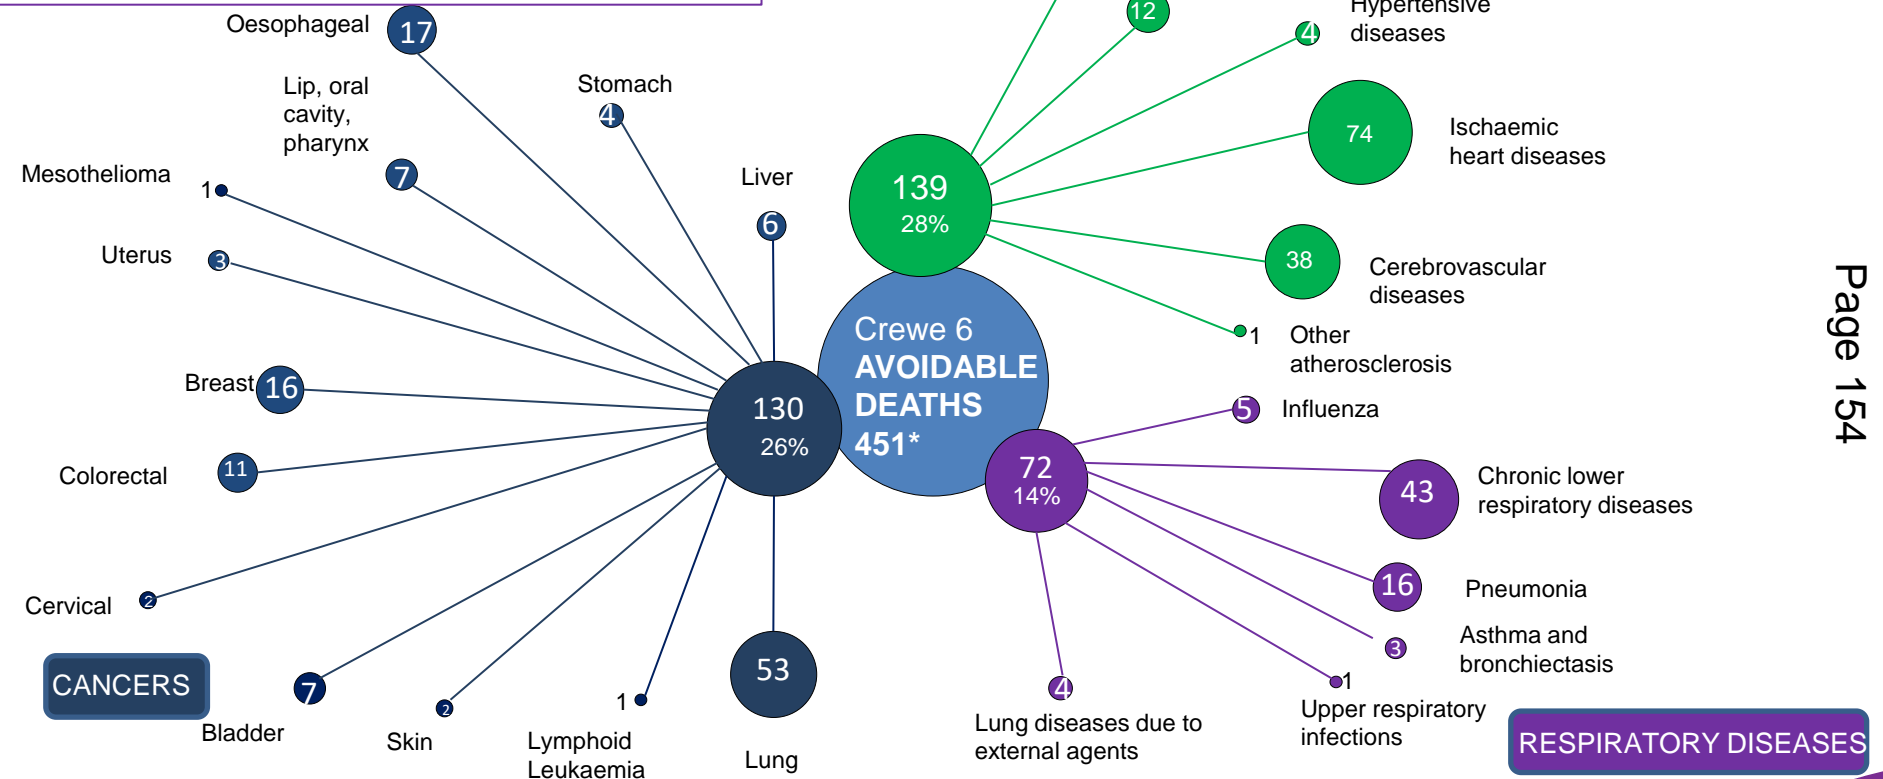 Oesophageal
17
12
Hypertensive
diseases
4
Lip, oral
cavity,
pharynx
7
Stomach
4
74
Ischaemic
heart diseases
Mesothelioma
1
Liver
6
139
28%
Uterus
3
38
Cerebrovascular
diseases
1
Other
atherosclerosis
Crewe 6
AVOIDABLE
DEATHS
451*
Breast
16
130
26%
5
Influenza
Colorectal
11
72
14%
43
Chronic lower
respiratory diseases
16
Pneumonia
Cervical
2
3
Asthma and
bronchiectasis
CANCERS
7
Bladder
2
Skin
1
Lymphoid
Leukaemia
53
Lung
4
Lung diseases due to
external agents
1
Upper respiratory
infections
RESPIRATORY DISEASES
Page 154